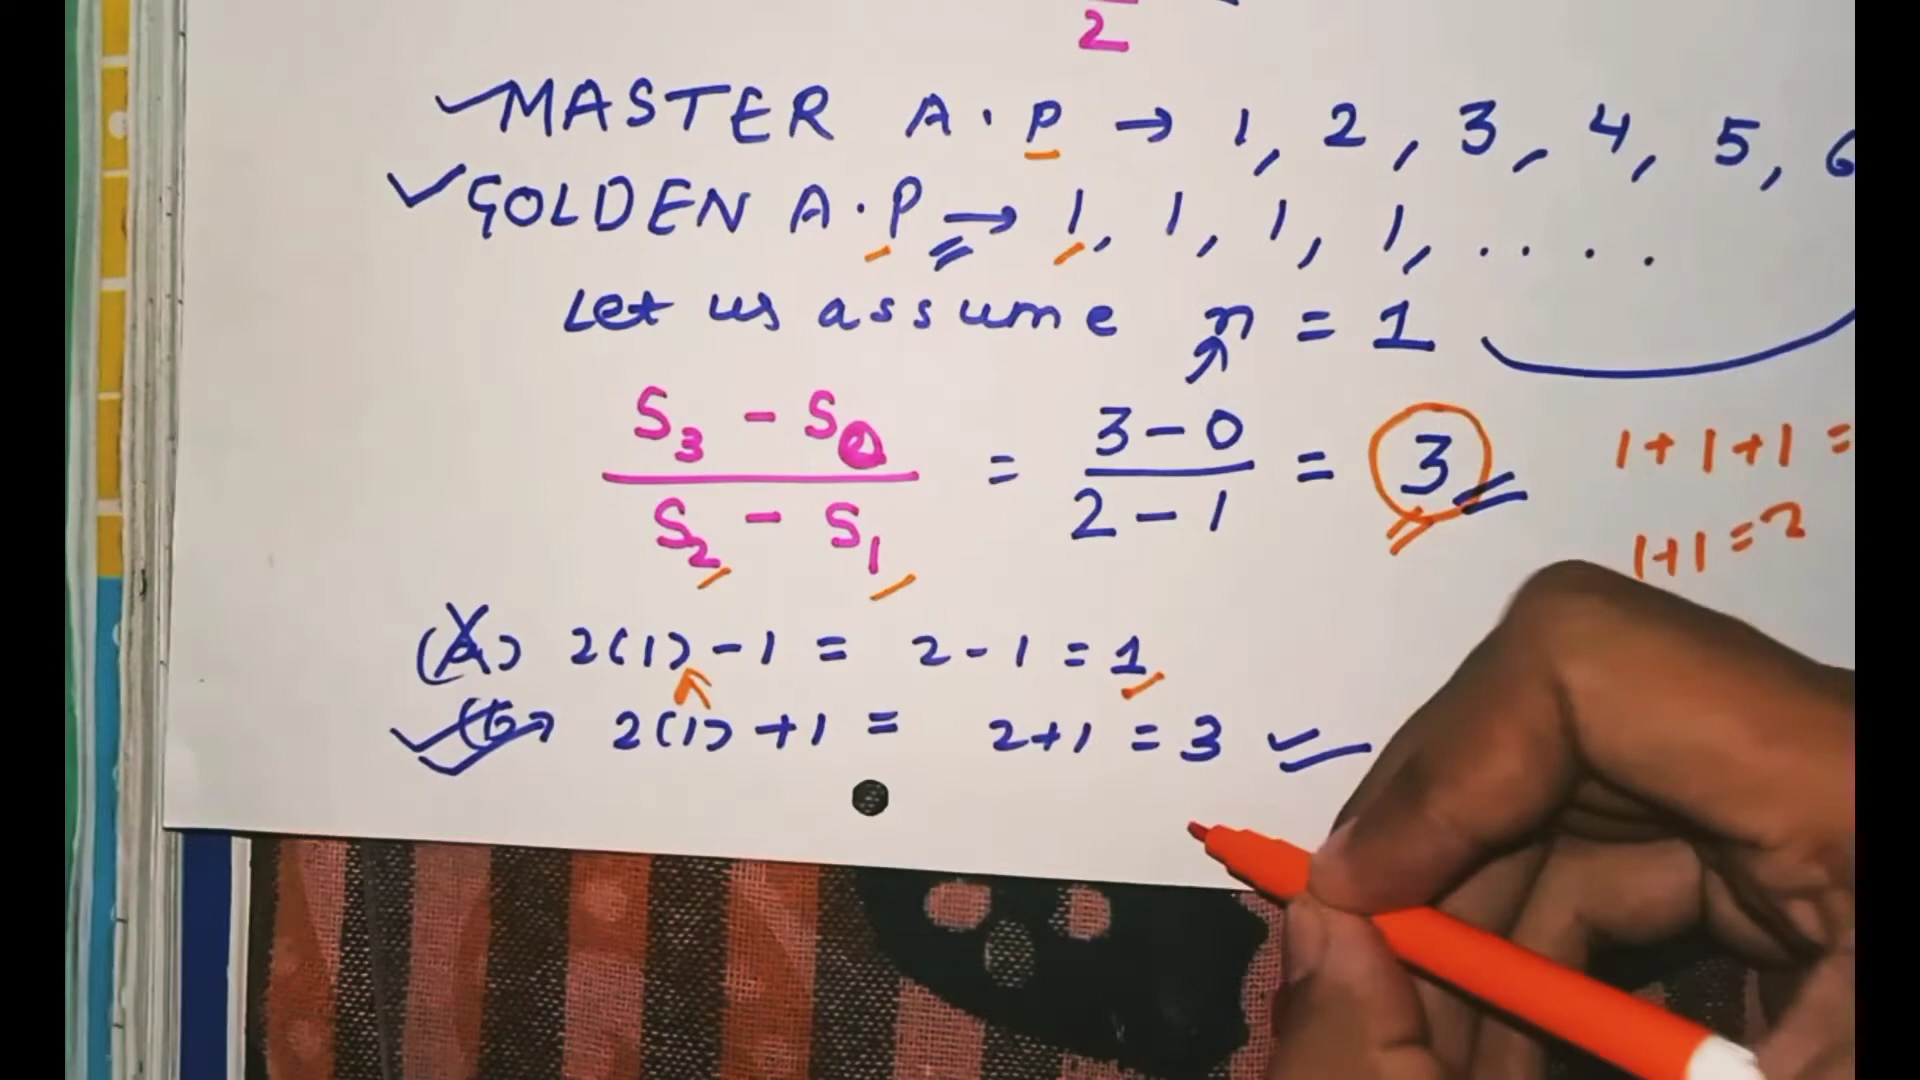 2
MASTER A.P → 1, 2, 3, 4, 5, 6
GOLDEN A.P → 1, 1, 1, 1, . . . .
Let us assume n = 1
S3 - S0 / S2 - S1 = 3-0 / 2-1 = 3
1+1+1 =
1+1=2
(a) 2(1)-1 = 2-1 = 1
(b) 2(1)+1 = 2+1 = 3